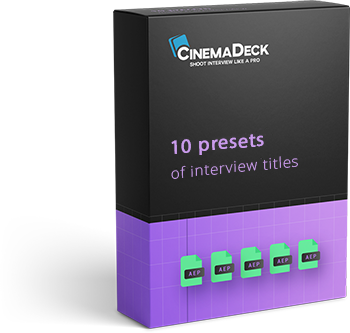 CINEMADECK
SHOOT INTERVIEW LIKE A PRO
10 presets
of interview titles
AEP AEP AEP AEP AEP